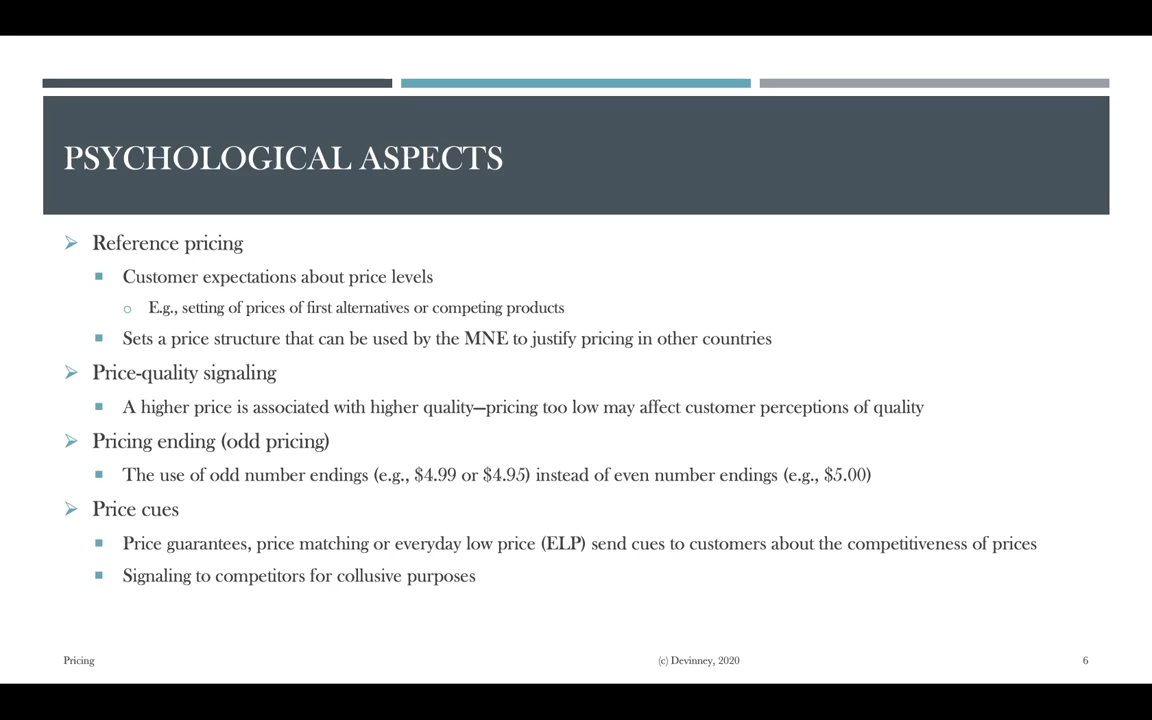 PSYCHOLOGICAL ASPECTS
Reference pricing
Customer expectations about price levels
E.g., setting of prices of first alternatives or competing products
Sets a price structure that can be used by the MNE to justify pricing in other countries
Price-quality signaling
A higher price is associated with higher quality—pricing too low may affect customer perceptions of quality
Pricing ending (odd pricing)
The use of odd number endings (e.g., $4.99 or $4.95) instead of even number endings (e.g., $5.00)
Price cues
Price guarantees, price matching or everyday low price (ELP) send cues to customers about the competitiveness of prices
Signaling to competitors for collusive purposes
Pricing (c) Devinney, 2020 6